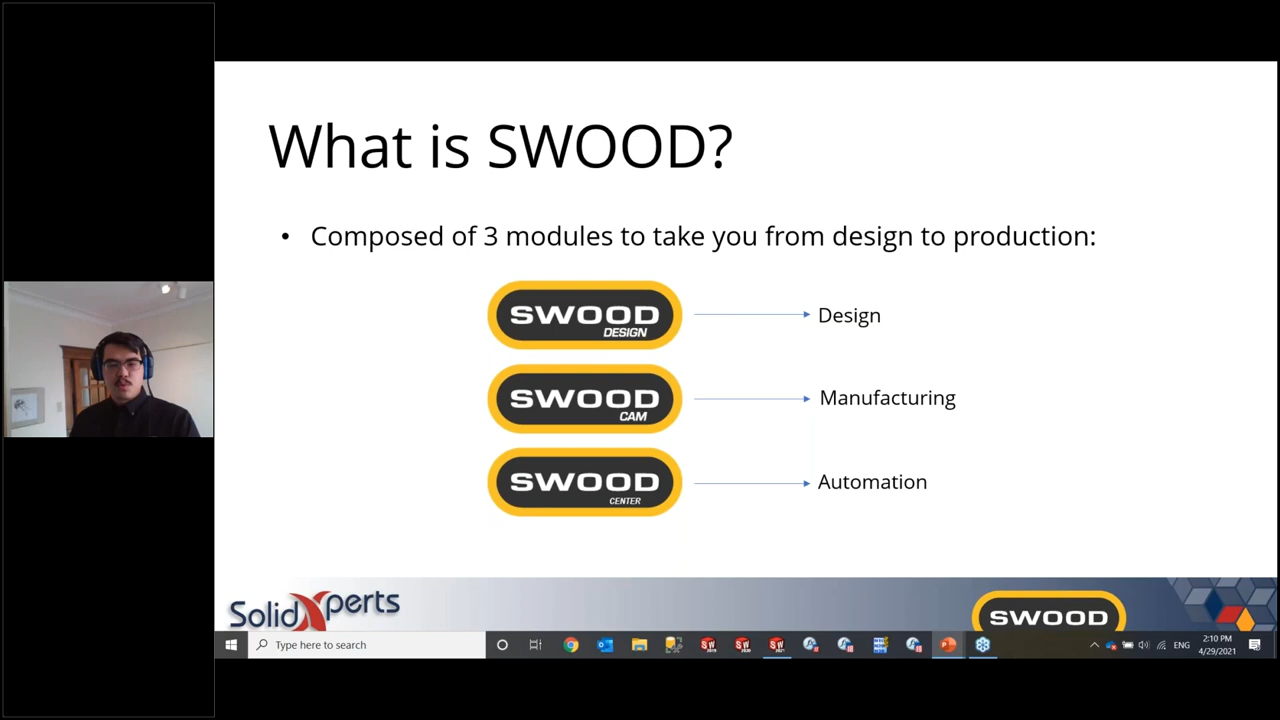 What is SWOOD?
• Composed of 3 modules to take you from design to production:
SWOOD
DESIGN
Design
SWOOD
CAM
Manufacturing
SWOOD
CENTER
Automation
SolidXperts
SWOOD
Type here to search
ENG
2:10 PM
4/29/2021